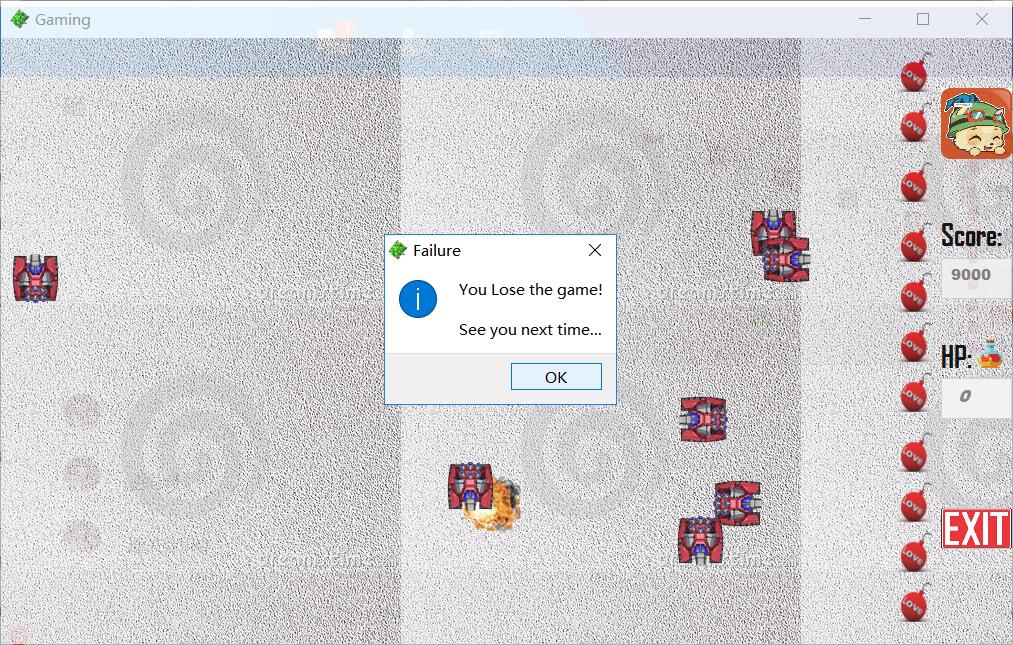 Gaming
Failure
You Lose the game!
See you next time...
OK
LOVE
LOVE
LOVE
LOVE
Score:
9000
LOVE
LOVE
HP:
0
LOVE
LOVE
LOVE
EXIT
LOVE
LOVE